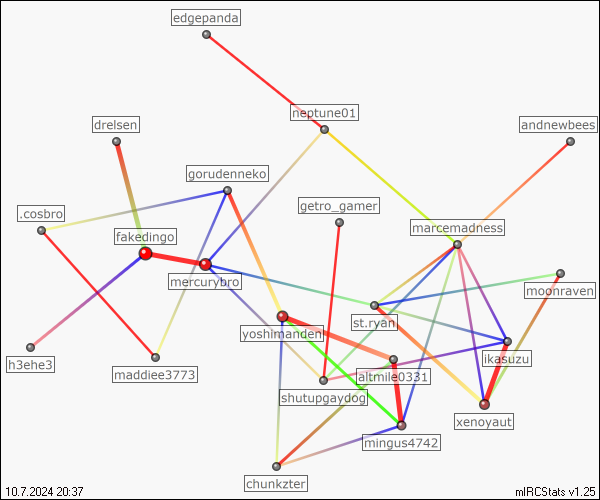 edgepanda
neptune01
drelsen
andnewbees
gorudenneko
getro_gamer
.cosbro
marcemadness
fakedingo
mercurybro
moonraven
st.ryan
yoshimanden
h3ehe3
ikasuzu
maddiee3773
altmile0331
shutupgaydog
xenoyaut
mingus4742
chunkzter
10.7.2024 20:37
mIRCStats v1.25